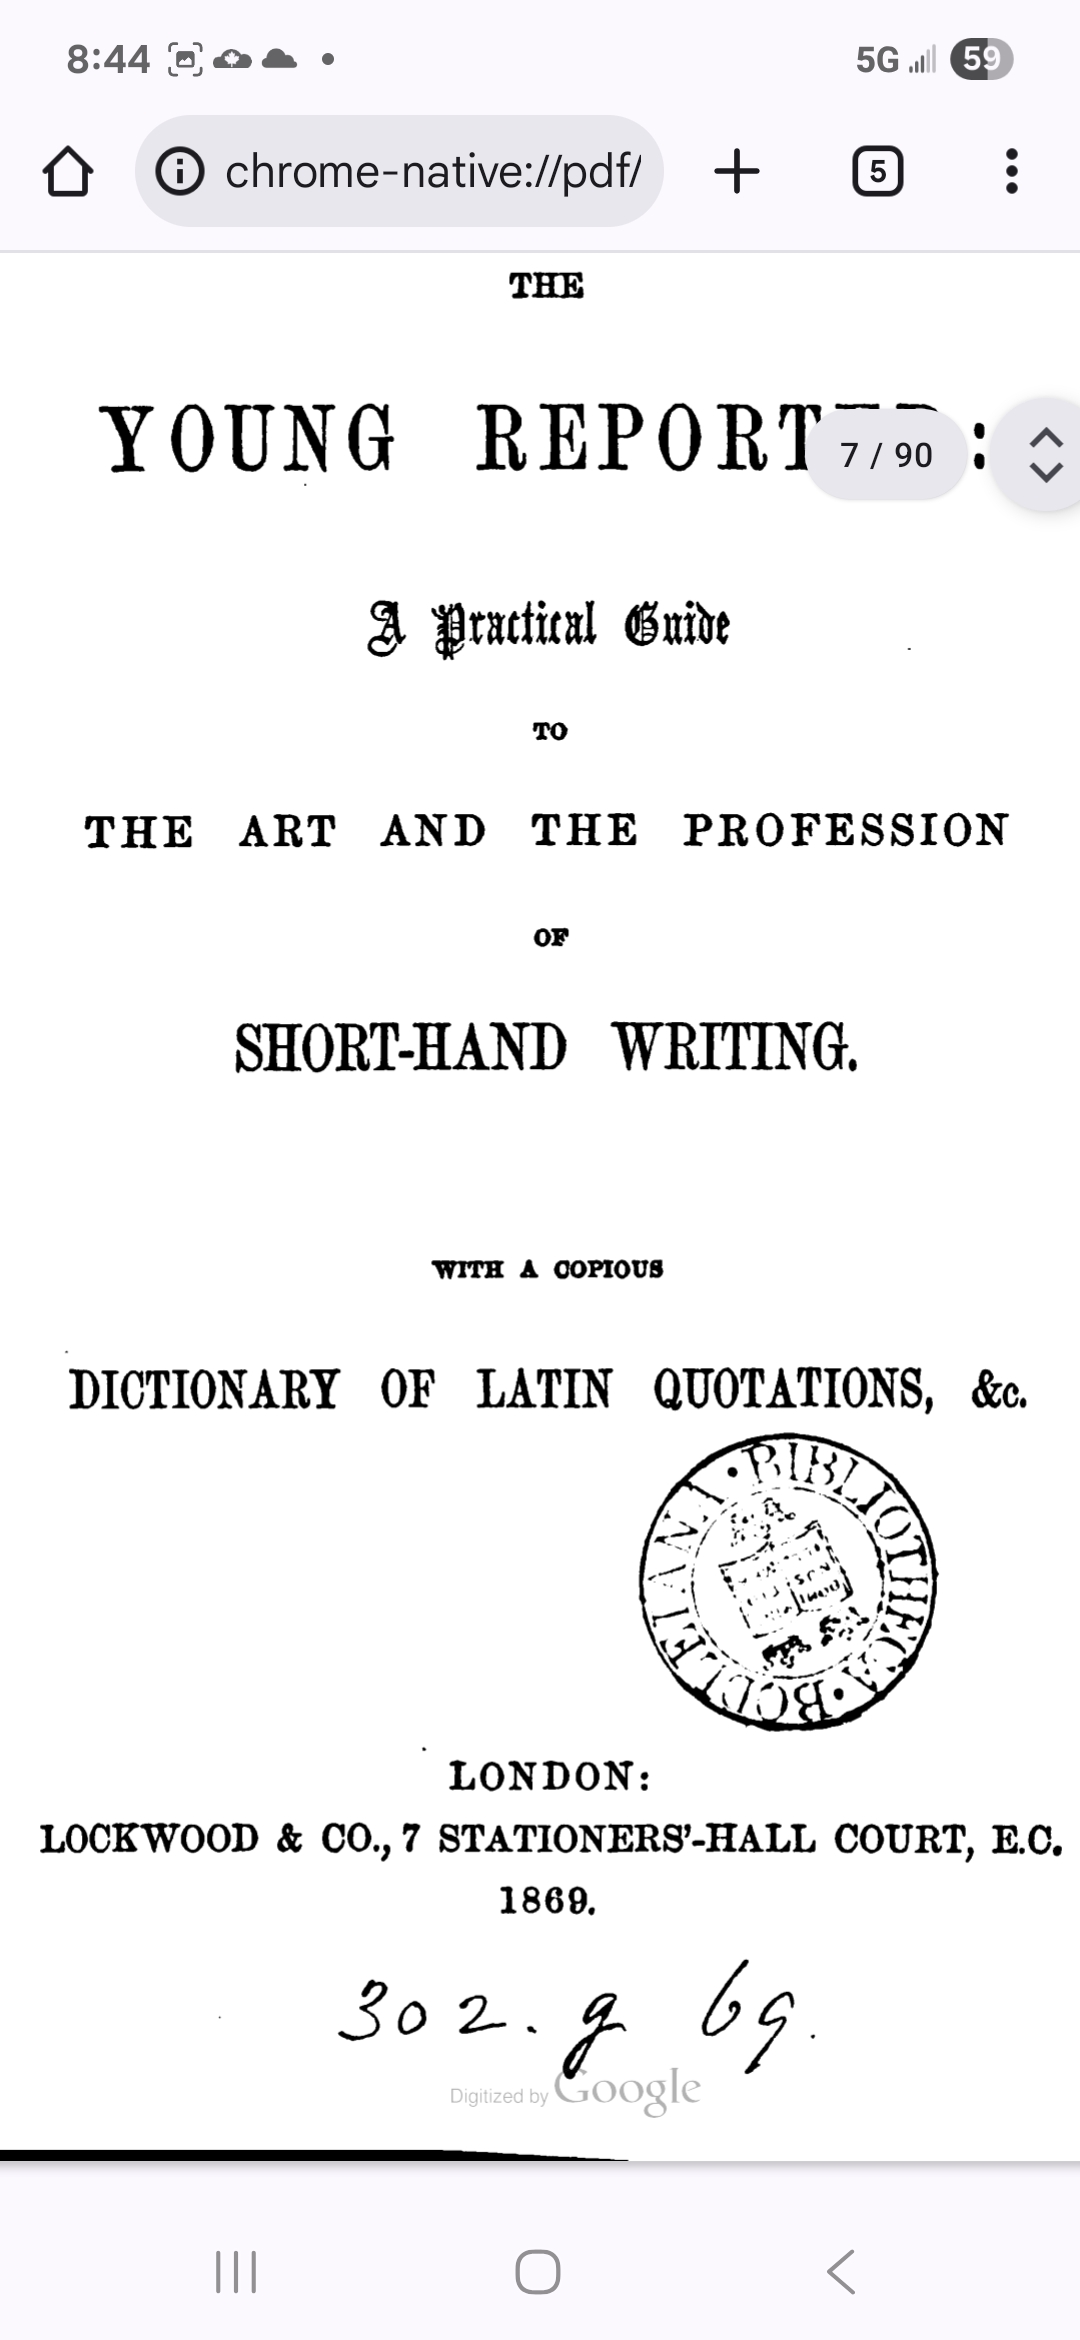 8:44
5G
59
chrome-native://pdf/
5
THE
YOUNG REPORT :
7 / 90
A Practical Guide
TO
THE ART AND THE PROFESSION
OF
SHORT-HAND WRITING.
WITH A COPIOUS
DICTIONARY OF LATIN QUOTATIONS, &c.
BIBLIOTHECA
BODLEIANA
LONDON:
LOCKWOOD & CO., 7 STATIONERS'-HALL COURT, E.C.
1869.
302. g 69.
Digitized by Google